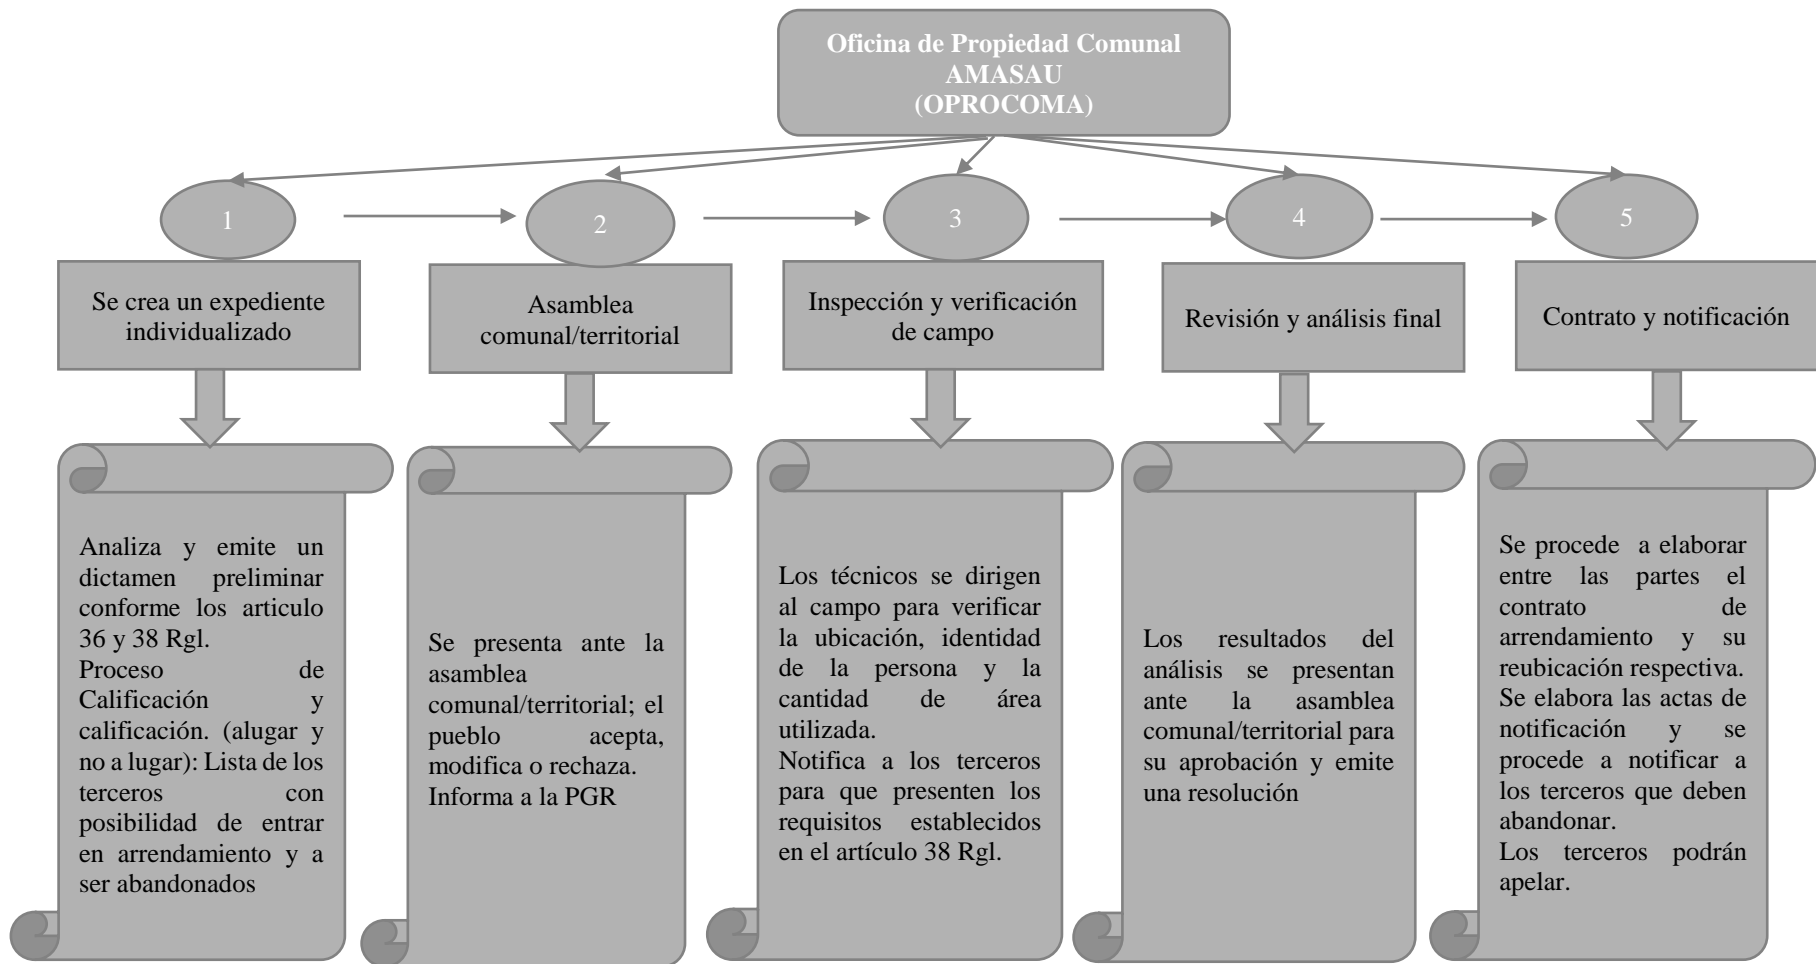 Oficina de Propiedad Comunal
AMASAU
(OPROCOMA)
1
2
3
4
5
Se crea un expediente
individualizado
Asamblea
comunal/territorial
Inspección y verificación
de campo
Revisión y análisis final
Contrato y notificación
Analiza y emite un
dictamen preliminar
conforme los articulo
36 y 38 Rgl.
Proceso de
Calificación y
calificación. (alugar y
no a lugar): Lista de los
terceros con
posibilidad de entrar
en arrendamiento y a
ser abandonados
Se presenta ante la
asamblea
comunal/territorial; el
pueblo acepta,
modifica o rechaza.
Informa a la PGR
Los técnicos se dirigen
al campo para verificar
la ubicación, identidad
de la persona y la
cantidad de área
utilizada.
Notifica a los terceros
para que presenten los
requisitos establecidos
en el artículo 38 Rgl.
Los resultados del
análisis se presentan
ante la asamblea
comunal/territorial para
su aprobación y emite
una resolución
Se procede a elaborar
entre las partes el
contrato de
arrendamiento y su
reubicación respectiva.
Se elabora las actas de
notificación y se
procede a notificar a
los terceros que deben
abandonar.
Los terceros podrán
apelar.